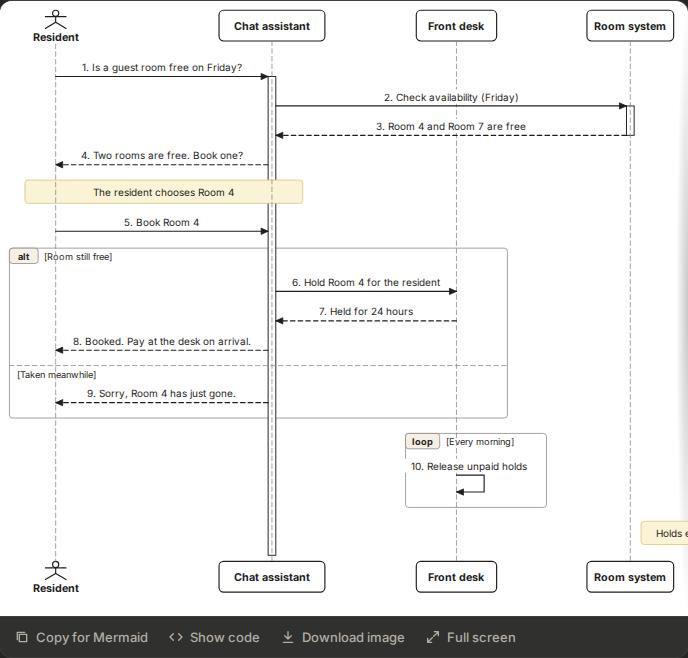 Resident
Chat assistant
Front desk
Room system
1. Is a guest room free on Friday?
2. Check availability (Friday)
3. Room 4 and Room 7 are free
4. Two rooms are free. Book one?
The resident chooses Room 4
5. Book Room 4
alt
[Room still free]
6. Hold Room 4 for the resident
7. Held for 24 hours
8. Booked. Pay at the desk on arrival.
[Taken meanwhile]
9. Sorry, Room 4 has just gone.
loop
[Every morning]
10. Release unpaid holds
Holds
Resident
Chat assistant
Front desk
Room system
Copy for Mermaid
Show code
Download image
Full screen